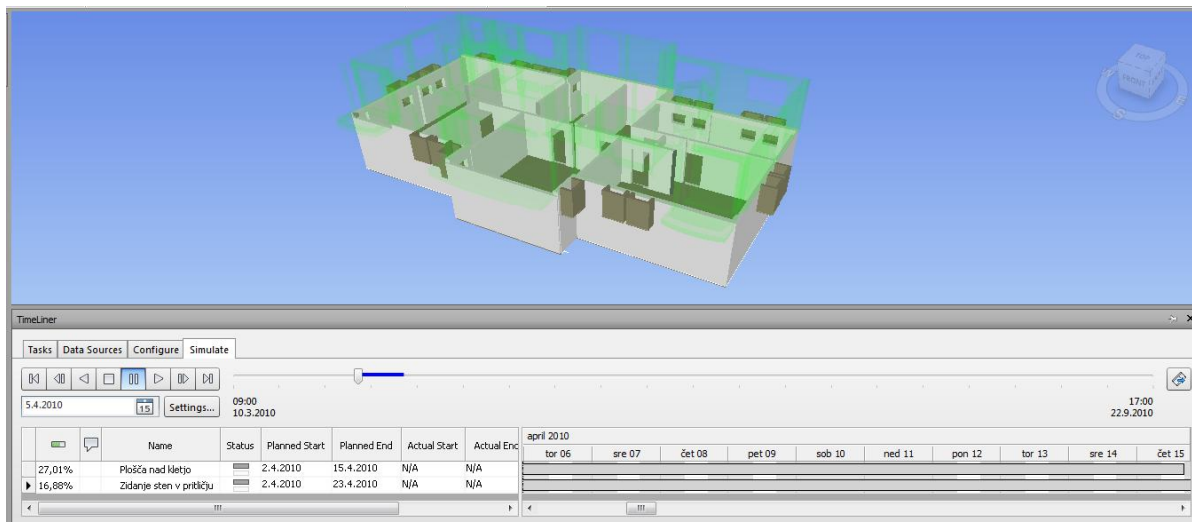 TOP
FRONT
TimeLiner
Tasks Data Sources Configure Simulate
5.4.2010 15 Settings... 09:00 17:00
10.3.2010 22.9.2010
Name Status Planned Start Planned End Actual Start Actual End
april 2010
tor 06 sre 07 čet 08 pet 09 sob 10 ned 11 pon 12 tor 13 sre 14 čet 15
27,01% Plošča nad kletjo 2.4.2010 15.4.2010 N/A N/A
16,88% Zidanje sten v pritličju 2.4.2010 23.4.2010 N/A N/A